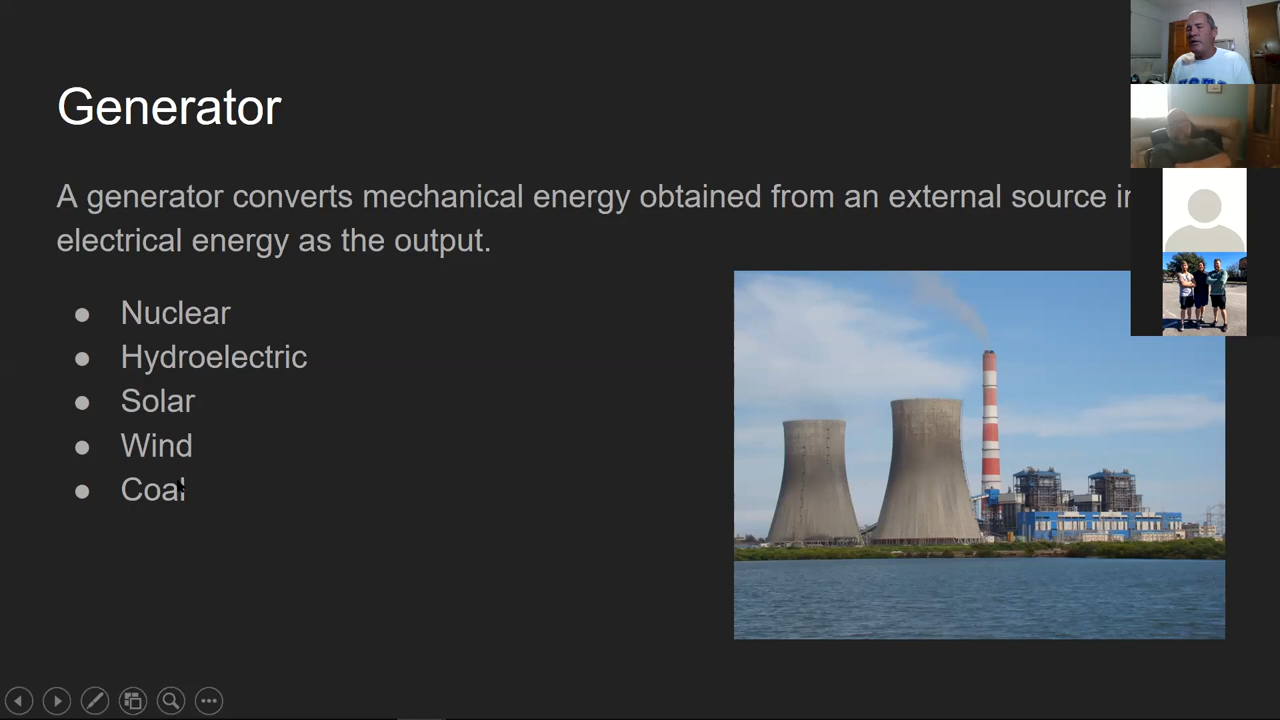 Generator
A generator converts mechanical energy obtained from an external source
electrical energy as the output.
● Nuclear
● Hydroelectric
● Solar
● Wind
● Coal